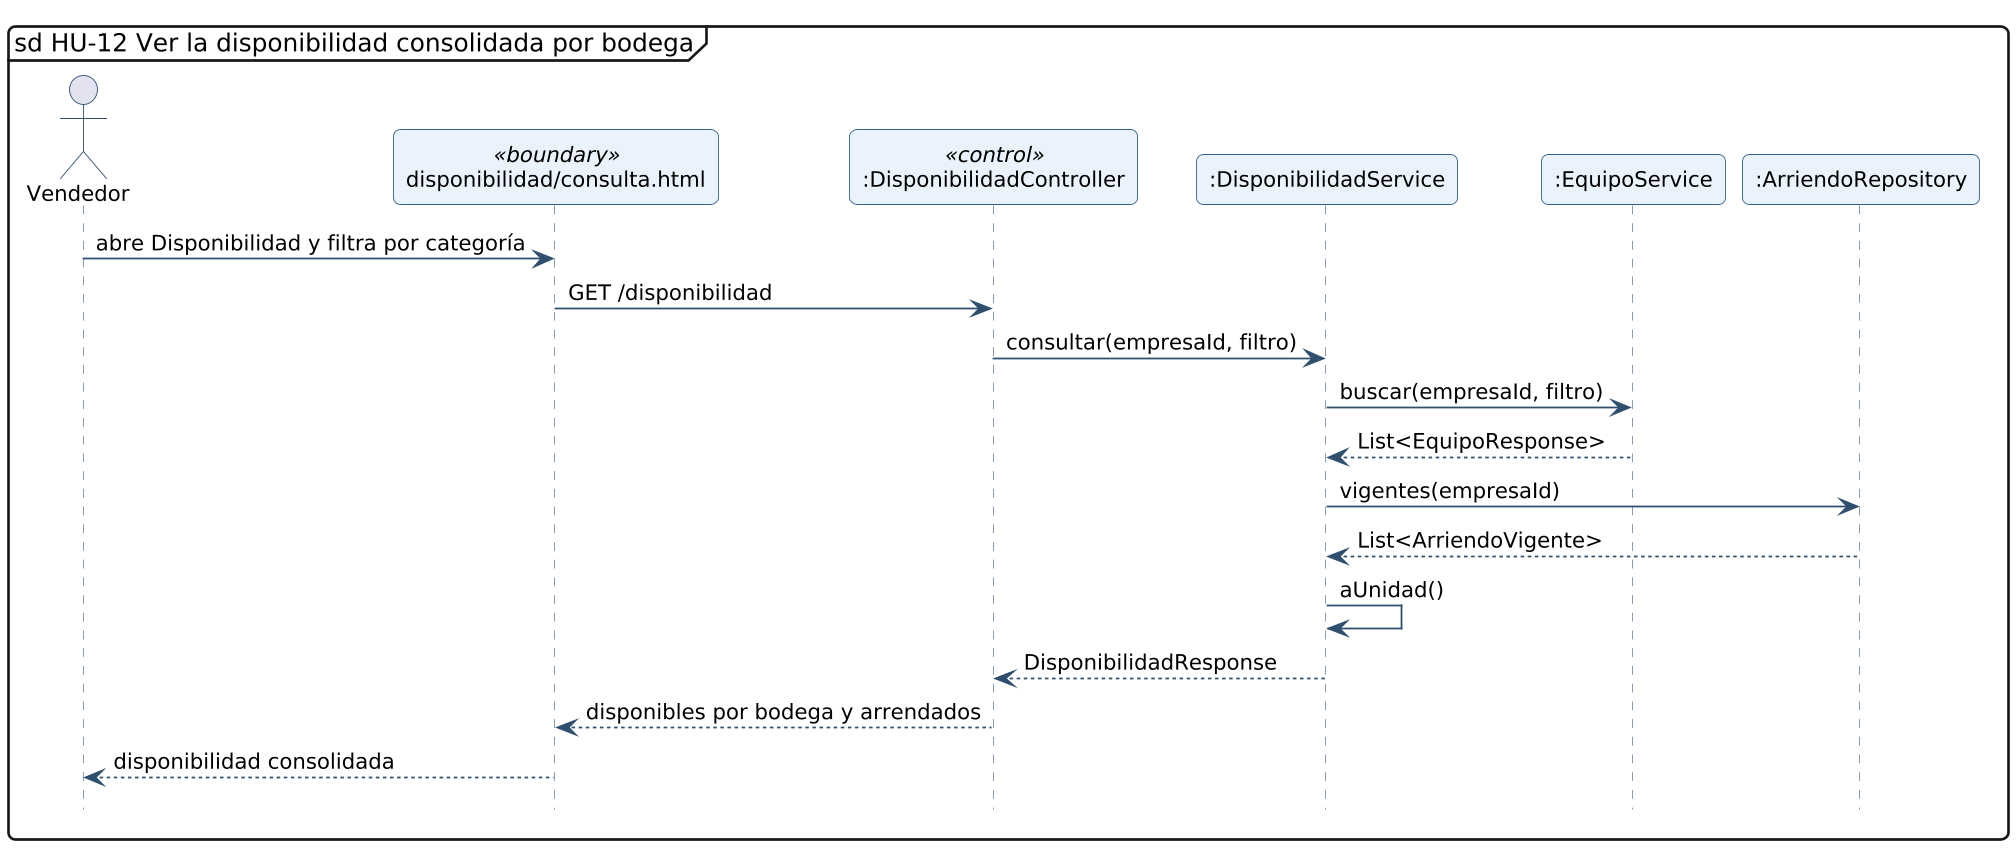 sd HU-12 Ver la disponibilidad consolidada por bodega
Vendedor
«boundary»
disponibilidad/consulta.html
«control»
:DisponibilidadController
:DisponibilidadService
:EquipoService
:ArriendoRepository
abre Disponibilidad y filtra por categoría
GET /disponibilidad
consultar(empresaId, filtro)
buscar(empresaId, filtro)
List<EquipoResponse>
vigentes(empresaId)
List<ArriendoVigente>
aUnidad()
DisponibilidadResponse
disponibles por bodega y arrendados
disponibilidad consolidada